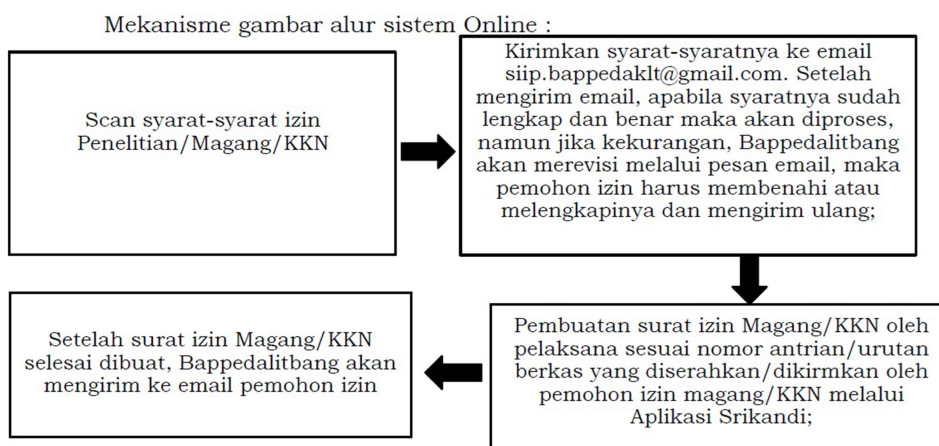 Mekanisme gambar alur sistem Online :
Scan syarat-syarat izin
Penelitian/Magang/KKN
Kirimkan syarat-syaratnya ke email
siip.bappedaklt@gmail.com. Setelah
mengirim email, apabila syaratnya sudah
lengkap dan benar maka akan diproses,
namun jika kekurangan, Bappedalitbang
akan merevisi melalui pesan email, maka
pemohon izin harus membenahi atau
melengkapinya dan mengirim ulang;
Pembuatan surat izin Magang/KKN oleh
pelaksana sesuai nomor antrian/urutan
berkas yang diserahkan/dikirmkan oleh
pemohon izin magang/KKN melalui
Aplikasi Srikandi;
Setelah surat izin Magang/KKN
selesai dibuat, Bappedalitbang akan
mengirim ke email pemohon izin